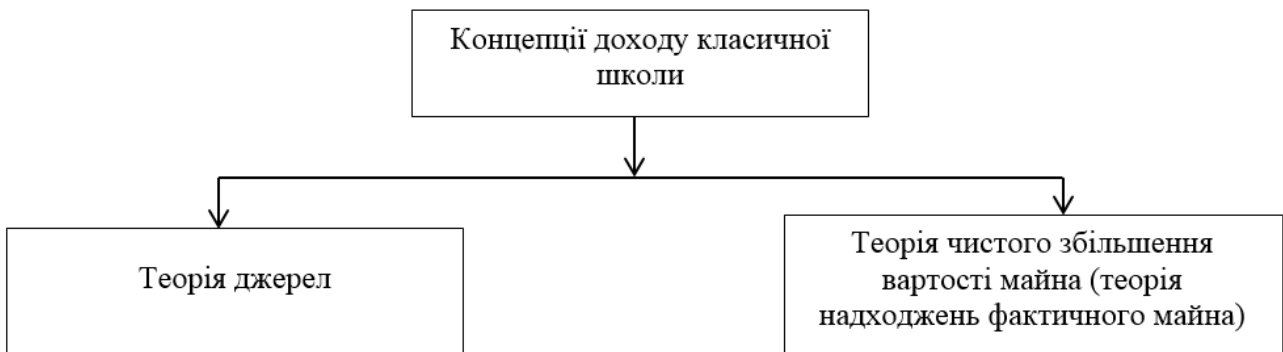 Концепції доходу класичної
школи
Теорія джерел
Теорія чистого збільшення
вартості майна (теорія
надходжень фактичного майна)